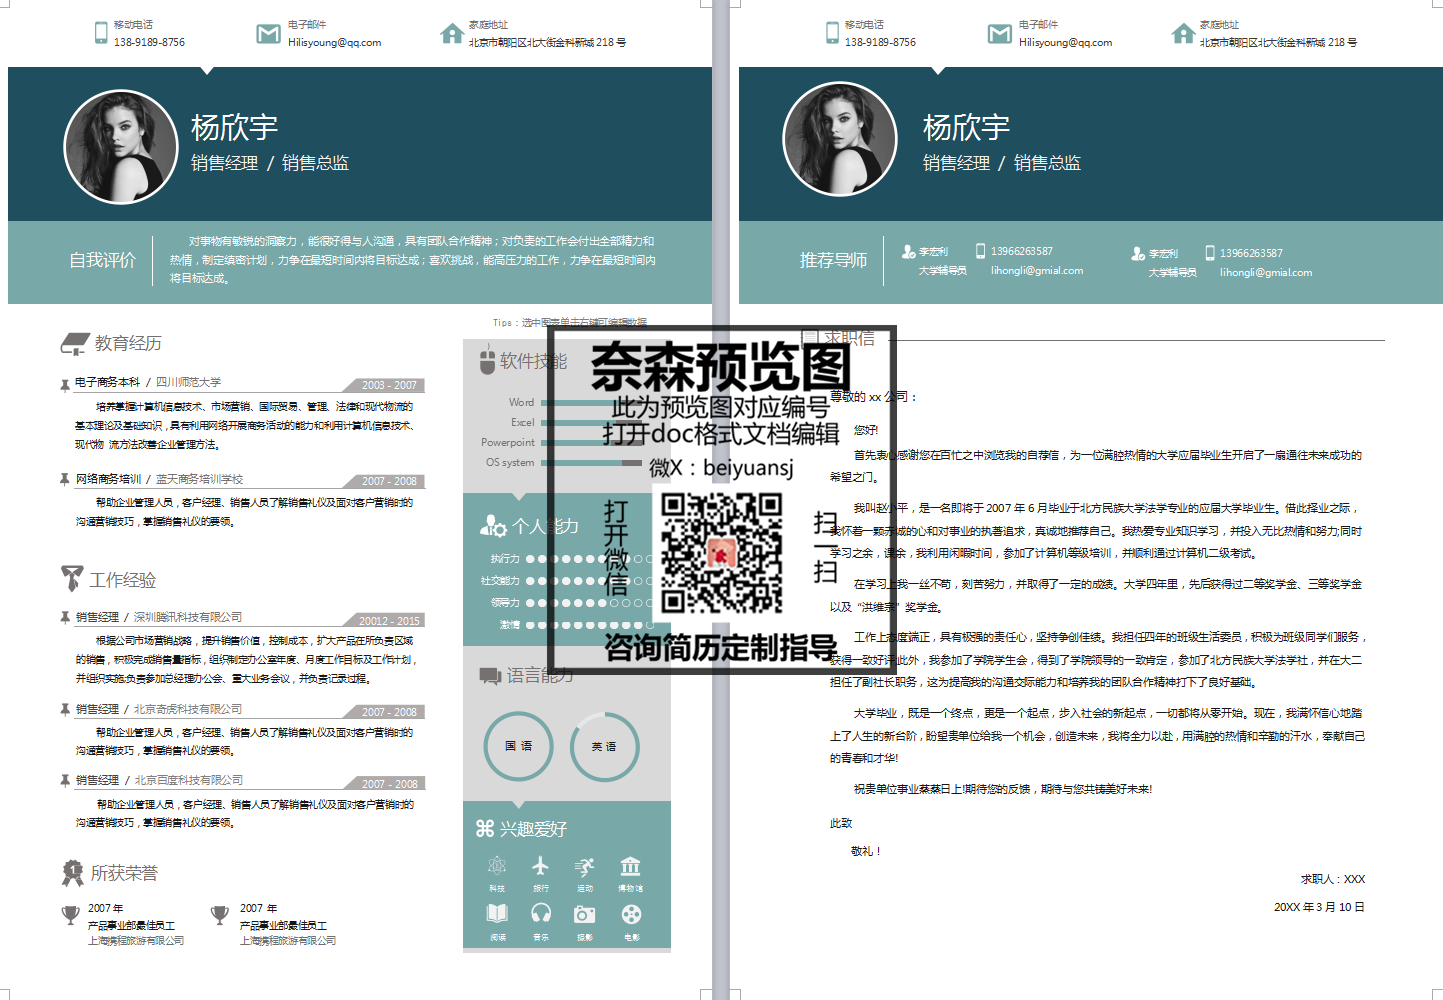 移动电话
138-9189-8756
电子邮件
Hilisyoung@qq.com
家庭地址
北京市朝阳区北大街金科新城 218 号
杨欣宇
销售经理 / 销售总监
自我评价
对事物有敏锐的洞察力，能很好得与人沟通，具有团队合作精神；对负责的工作会付出全部精力和
热情，制定缜密计划，力争在最短时间内将目标达成；喜欢挑战，能高压力的工作，力争在最短时间内
将目标达成。
教育经历
电子商务本科 / 四川师范大学
2003 - 2007
培养掌握计算机信息技术、市场营销、国际贸易、管理、法律和现代物流的
基本理论及基础知识，具有利用网络开展商务活动的能力和利用计算机信息技术、
现代物 流方法改善企业管理方法。
网络商务培训 / 蓝天商务培训学校
2007 - 2008
帮助企业管理人员，客户经理、销售人员了解销售礼仪及面对客户营销时的
沟通营销技巧，掌握销售礼仪的要领。
工作经验
销售经理 / 深圳腾讯科技有限公司
20012 - 2015
根据公司市场营销战略，提升销售价值，控制成本，扩大产品在所负责区域
的销售，积极完成销售量指标，组织制定办公室年度、月度工作目标及工作计划，
并组织实施;负责参加总经理办公会、重大业务会议，并负责记录过程。
销售经理 / 北京奇虎科技有限公司
2007 - 2008
帮助企业管理人员，客户经理、销售人员了解销售礼仪及面对客户营销时的
沟通营销技巧，掌握销售礼仪的要领。
销售经理 / 北京百度科技有限公司
2007 - 2008
帮助企业管理人员，客户经理、销售人员了解销售礼仪及面对客户营销时的
沟通营销技巧，掌握销售礼仪的要领。
所获荣誉
2007 年
产品事业部最佳员工
上海携程旅游有限公司
2007 年
产品事业部最佳员工
上海携程旅游有限公司
Tips：选中图表单击右键可编辑数据
软件技能
Word
Excel
Powerpoint
OS system
个人能力
执行力
社交能力
领导力
激情
语言能力
国 语
英 语
兴趣爱好
科技
旅行
运动
博物馆
阅读
音乐
摄影
电影
奈森预览图
此为预览图对应编号
打开doc格式文档编辑
微X：beiyuansj
打开微信
扫一扫
咨询简历定制指导
移动电话
138-9189-8756
电子邮件
Hilisyoung@qq.com
家庭地址
北京市朝阳区北大街金科新城 218 号
杨欣宇
销售经理 / 销售总监
推荐导师
李宏利
大学辅导员
13966263587
lihongli@gmial.com
李宏利
大学辅导员
13966263587
lihongli@gmial.com
求职信
尊敬的 xx 公司：
您好!
首先衷心感谢您在百忙之中浏览我的自荐信，为一位满腔热情的大学应届毕业生开启了一扇通往未来成功的
希望之门。
我叫赵小平，是一名即将于 2007 年 6 月毕业于北方民族大学法学专业的应届大学毕业生。借此择业之际，
我怀着一颗赤诚的心和对事业的执著追求，真诚地推荐自己。我热爱专业知识学习，并投入无比热情和努力;同时
学习之余，课余，我利用闲暇时间，参加了计算机等级培训，并顺利通过计算机二级考试。
在学习上我一丝不苟，刻苦努力，并取得了一定的成绩。大学四年里，先后获得过二等奖学金、三等奖学金
以及“洪维宗”奖学金。
工作上态度端正，具有极强的责任心，坚持争创佳绩。我担任四年的班级生活委员，积极为班级同学们服务，
获得一致好评;此外，我参加了学院学生会，得到了学院领导的一致肯定，参加了北方民族大学法学社，并在大二
担任了副社长职务，这为提高我的沟通交际能力和培养我的团队合作精神打下了良好基础。
大学毕业，既是一个终点，更是一个起点，步入社会的新起点，一切都将从零开始。现在，我满怀信心地踏
上了人生的新台阶，盼望贵单位给我一个机会，创造未来，我将全力以赴，用满腔的热情和辛勤的汗水，奉献自己
的青春和才华!
祝贵单位事业蒸蒸日上!期待您的反馈，期待与您共铸美好未来!
此致
敬礼！
求职人：XXX
20XX 年 3 月 10 日